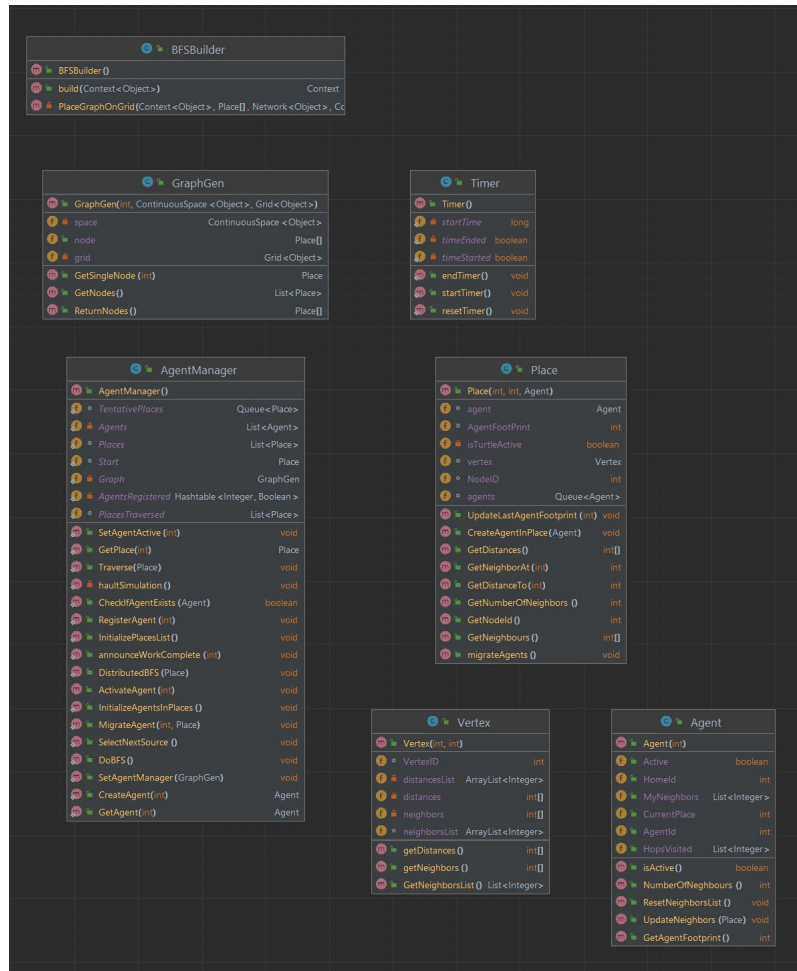 BFSBuilder
BFSBuilder()
build(Context<Object>) Context
PlaceGraphOnGrid(Context<Object>, Place[], Network<Object>, Cc
GraphGen
GraphGen(int, ContinuousSpace <Object>, Grid<Object>)
space ContinuousSpace <Object>
node Place[]
grid Grid<Object>
GetSingleNode (int) Place
GetNodes() List<Place>
ReturnNodes() Place[]
Timer
Timer()
startTime long
timeEnded boolean
timeStarted boolean
endTimer() void
startTimer() void
resetTimer() void
AgentManager
AgentManager()
TentativePlaces Queue<Place>
Agents List<Agent>
Places List<Place>
Start Place
Graph GraphGen
AgentsRegistered Hashtable <Integer, Boolean >
PlacesTraversed List<Place>
SetAgentActive (int) void
GetPlace(int) Place
Traverse(Place) void
haultSimulation () void
CheckIfAgentExists (Agent) boolean
RegisterAgent (int) void
InitializePlacesList() void
announceWorkComplete (int) void
DistributedBFS (Place) void
ActivateAgent(int) void
InitializeAgentsInPlaces () void
MigrateAgent(int, Place) void
SelectNextSource () void
DoBFS() void
SetAgentManager(GraphGen) void
CreateAgent(int) Agent
GetAgent(int) Agent
Place
Place(int, int, Agent)
agent Agent
AgentFootPrint int
isTurtleActive boolean
vertex Vertex
NodeID int
agents Queue<Agent>
UpdateLastAgentFootprint (int) void
CreateAgentInPlace(Agent) void
GetDistances() int[]
GetNeighborAt(int) int
GetDistanceTo(int) int
GetNumberOfNeighbors () int
GetNodeId() int
GetNeighbours() int[]
migrateAgents () void
Vertex
Vertex(int, int)
VertexID int
distancesList ArrayList<Integer>
distances int[]
neighbors int[]
neighborsList ArrayList<Integer>
getDistances() int[]
getNeighbors () int[]
GetNeighborsList() List<Integer>
Agent
Agent(int)
Active boolean
HomeId int
MyNeighbors List<Integer>
CurrentPlace int
AgentId int
HopsVisited List<Integer>
isActive() boolean
NumberOfNeghbours () int
ResetNeighborsList () void
UpdateNeighbors (Place) void
GetAgentFootprint() int